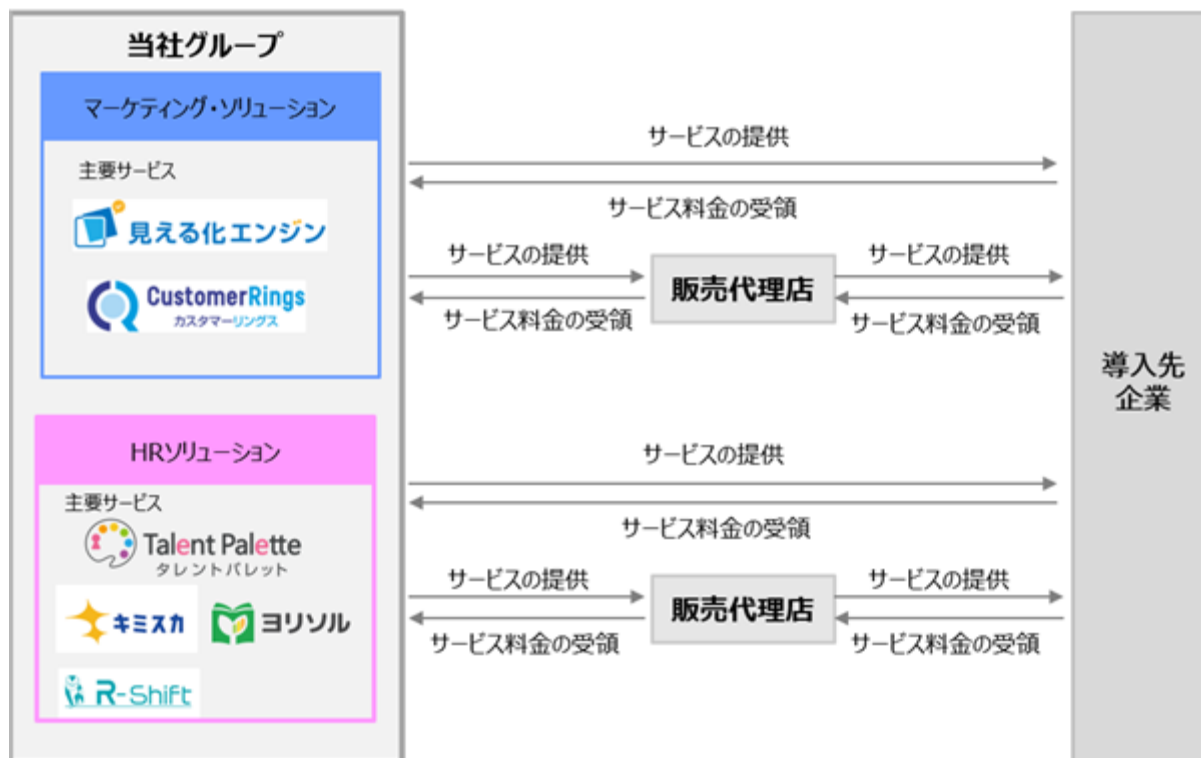 当社グループ
マーケティング・ソリューション
主要サービス
見える化エンジン
CustomerRings
カスタマーリングス
サービスの提供
サービス料金の受領
サービスの提供
サービス料金の受領
販売代理店
サービスの提供
サービス料金の受領
HRソリューション
主要サービス
Talent Palette
タレントパレット
キミスカ
ヨリソル
R-Shift
サービスの提供
サービス料金の受領
サービスの提供
サービス料金の受領
販売代理店
サービスの提供
サービス料金の受領
導入先
企業